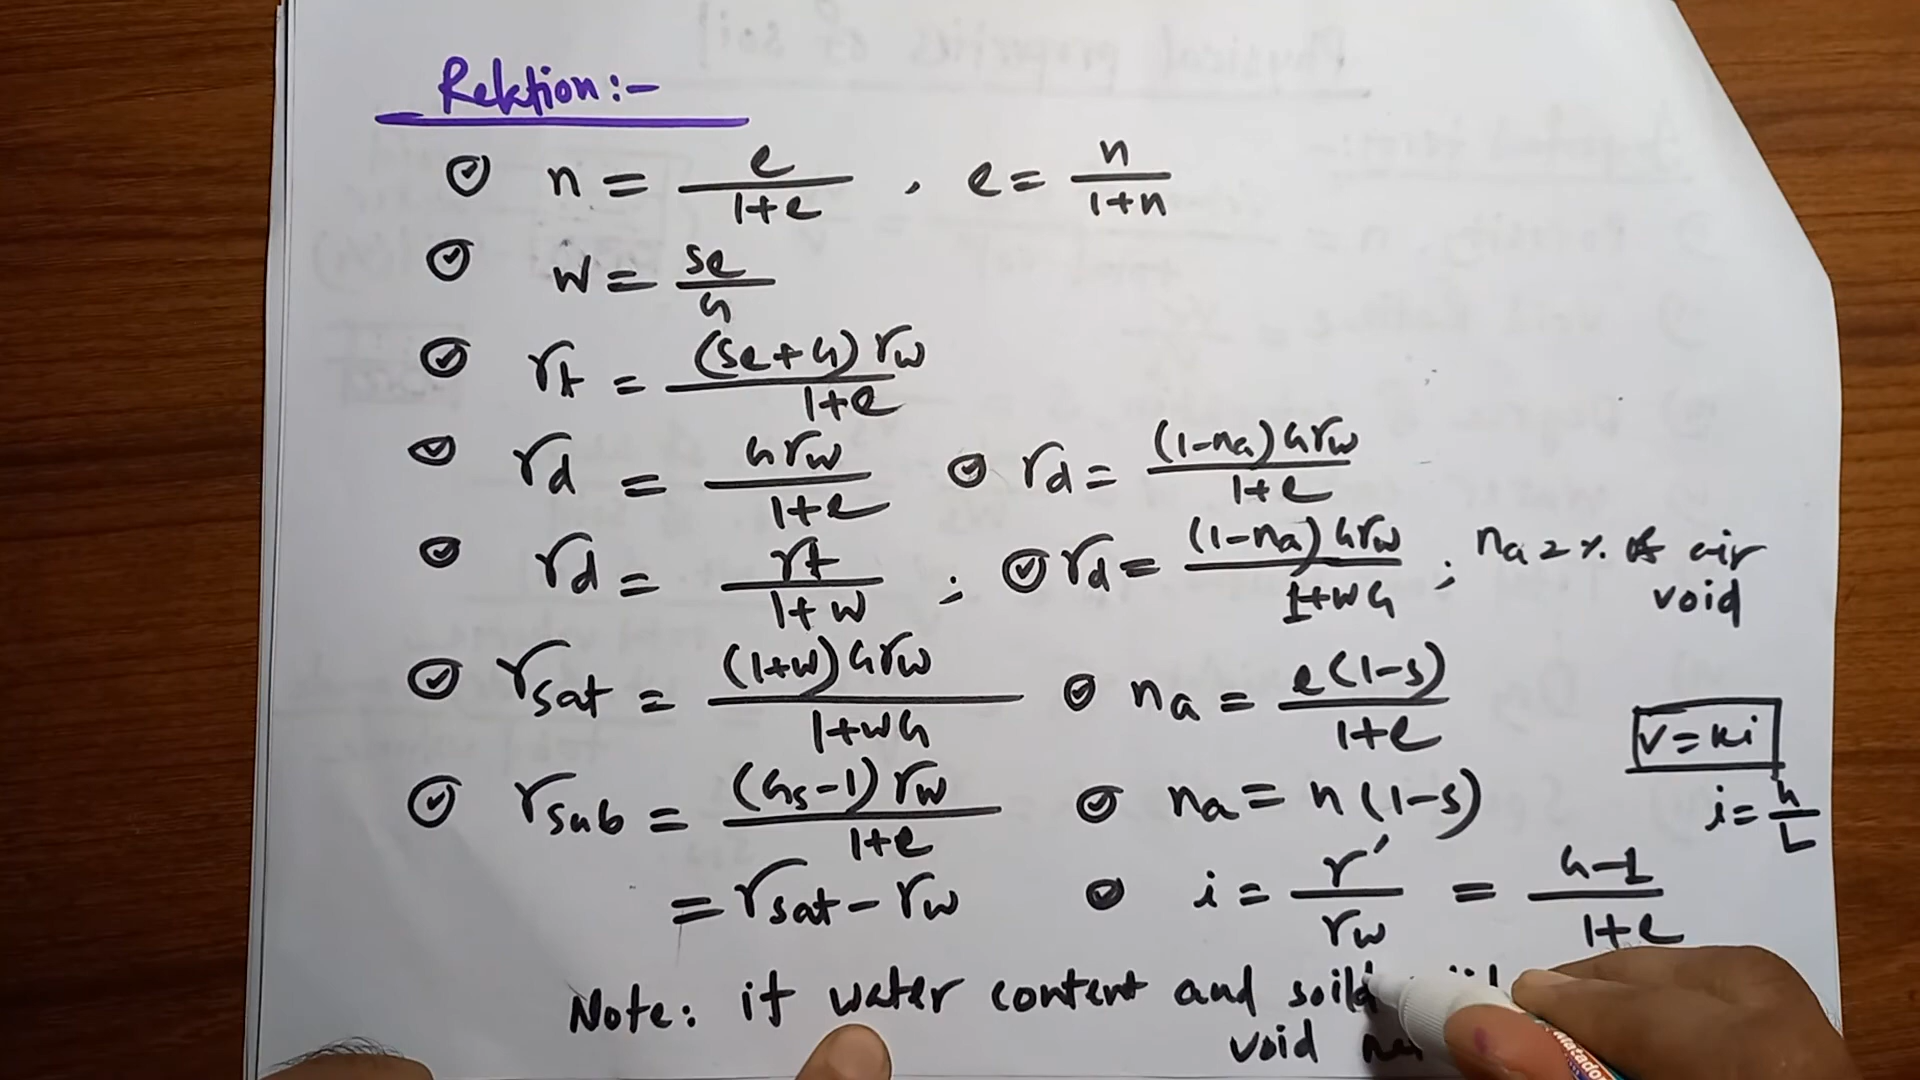 Relation:-
n = e/(1+e) , e = n/(1+n)
w = se/G
γt = (se+G)γw/(1+e)
γd = Gγw/(1+e)
γd = (1-na)Gγw/(1+e)
γd = γt/(1+w) ;
γd = (1-na)Gγw/(1+wG) ; na = % of air
void
γsat = (1+w)Gγw/(1+wG)
na = e(1-s)/(1+e)
v=ki
i = h/L
γsub = (Gs-1)γw/(1+e)
na = n(1-s)
= γsat - γw
i = γ'/γw = G-1/(1+e)
Note: if water content and soild
void
Matador